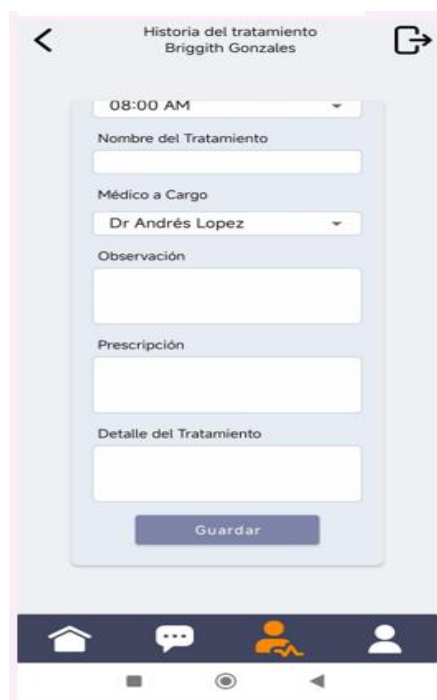 Historia del tratamiento
Briggith Gonzales
08:00 AM
Nombre del Tratamiento
Médico a Cargo
Dr Andrés Lopez
Observación
Prescripción
Detalle del Tratamiento
Guardar